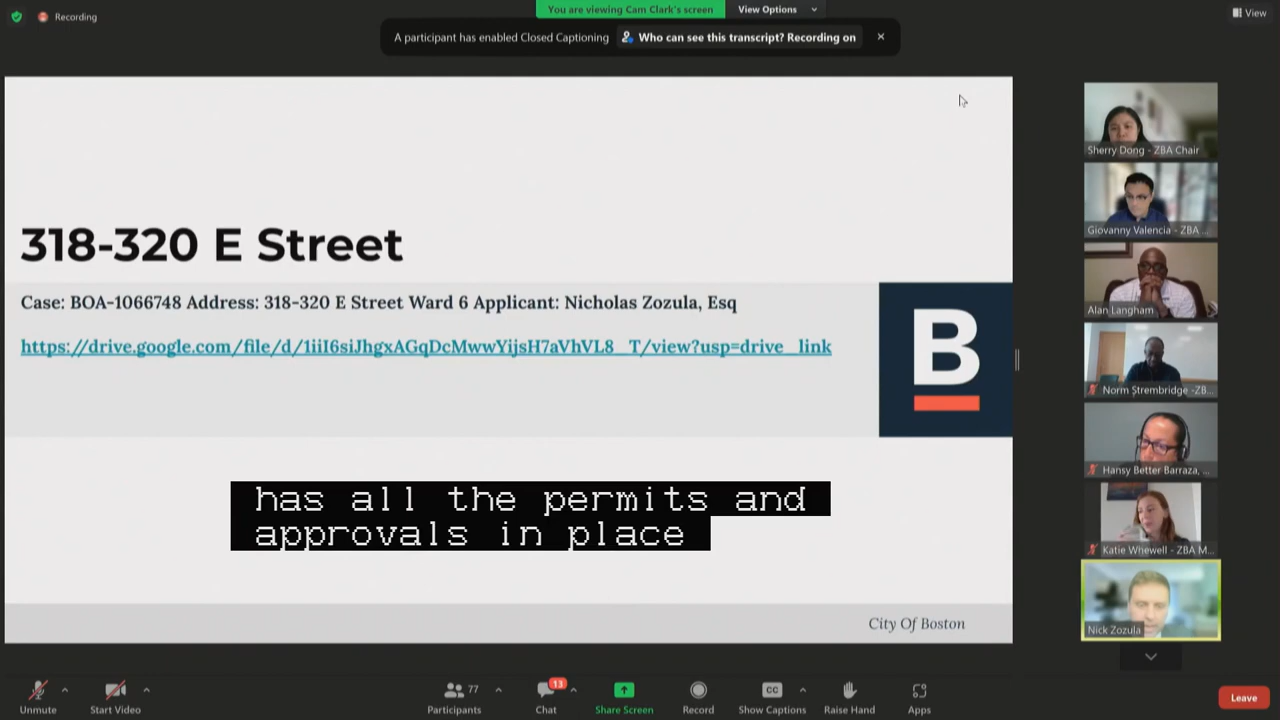 Recording
You are viewing Cam Clark's screen
View Options
View
A participant has enabled Closed Captioning
Who can see this transcript? Recording on
318-320 E Street
Case: BOA-1066748 Address: 318-320 E Street Ward 6 Applicant: Nicholas Zozula, Esq
https://drive.google.com/file/d/1iiI6siJhgxAGqDcMwwYijsH7aVhVL8_T/view?usp=drive_link
B
has all the permits and
approvals in place
City Of Boston
Sherry Dong - ZBA Chair
Giovanny Valencia - ZBA ...
Alan Langham
Norm Strembridge -ZB...
Hansy Better Barraza, ...
Katie Whewell - ZBA M...
Nick Zozula
Unmute
Start Video
77
Participants
13
Chat
Share Screen
Record
CC
Show Captions
Raise Hand
Apps
Leave